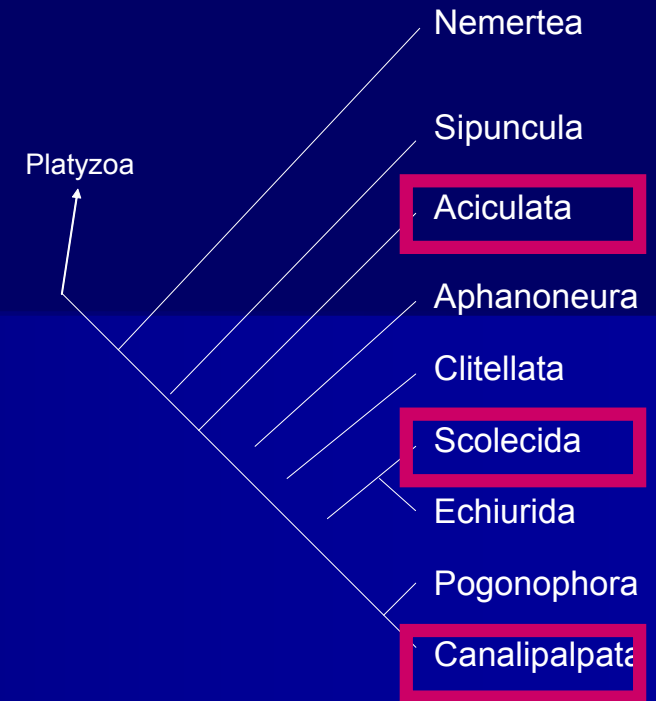 Nemertea
Sipuncula
Platyzoa
Aciculata
Aphanoneura
Clitellata
Scolecida
Echiurida
Pogonophora
Canalipalpata